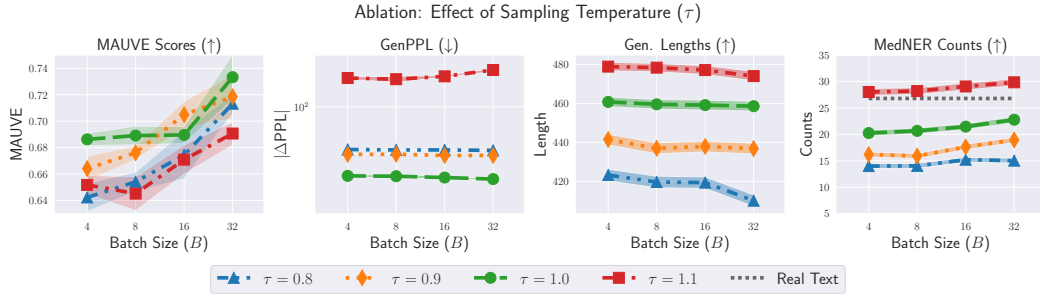 Ablation: Effect of Sampling Temperature (τ)
MAUVE Scores (↑)
MAUVE
0.74
0.72
0.70
0.68
0.66
0.64
4 8 16 32
Batch Size (B)
GenPPL (↓)
|ΔPPL|
10²
4 8 16 32
Batch Size (B)
Gen. Lengths (↑)
Length
480
460
440
420
4 8 16 32
Batch Size (B)
MedNER Counts (↑)
Counts
35
30
25
20
15
10
5
4 8 16 32
Batch Size (B)
τ = 0.8 τ = 0.9 τ = 1.0 τ = 1.1 Real Text